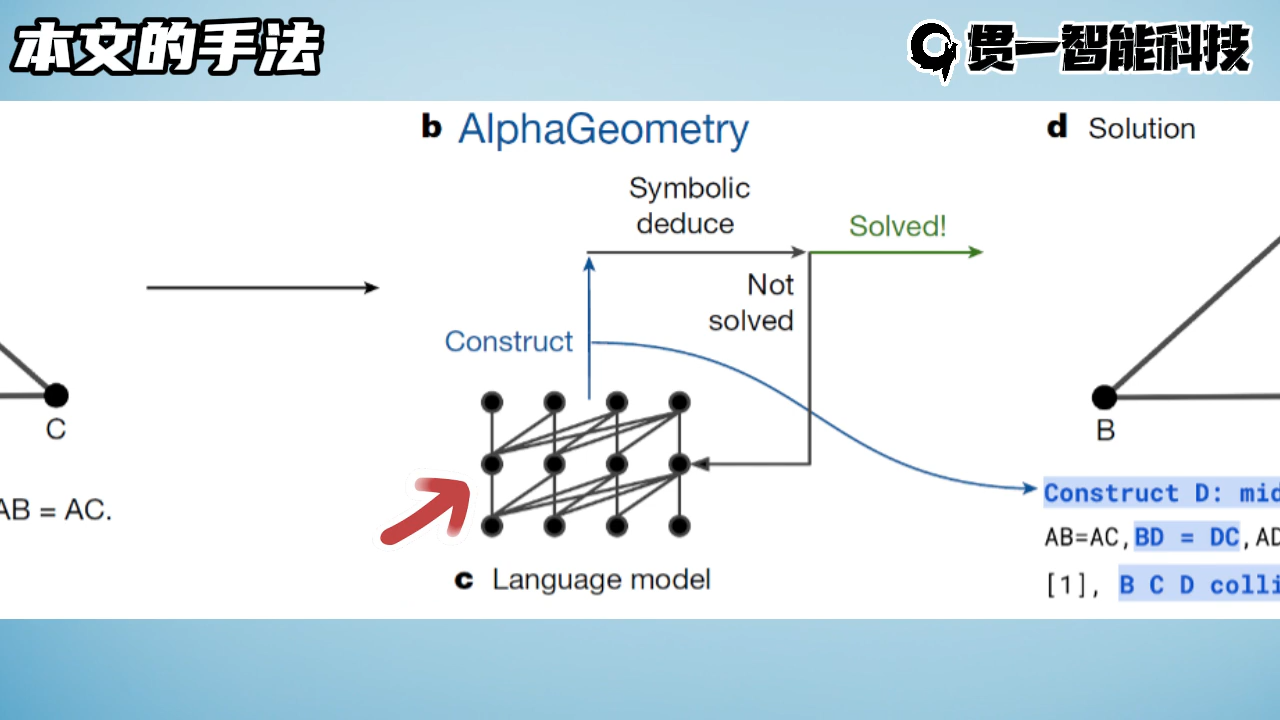 本文的手法
贯一智能科技
b AlphaGeometry
d Solution
Symbolic
deduce
Solved!
Not
solved
Construct
C
B
AB = AC.
Construct D: mid
AB=AC, BD = DC, AD
[1], B C D colli
c Language model